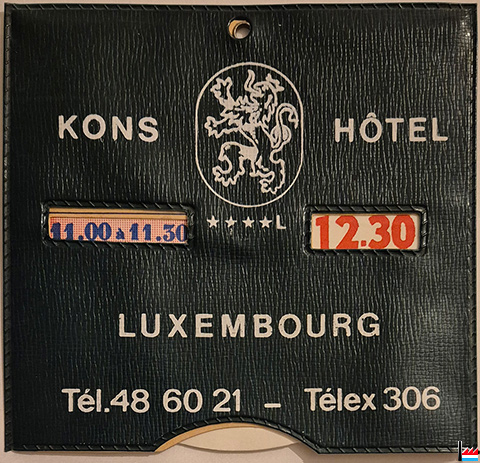 KONS HÔTEL
★★★★L
11.00 à 11.30 12.30
LUXEMBOURG
Tél. 48 60 21 - Télex 306